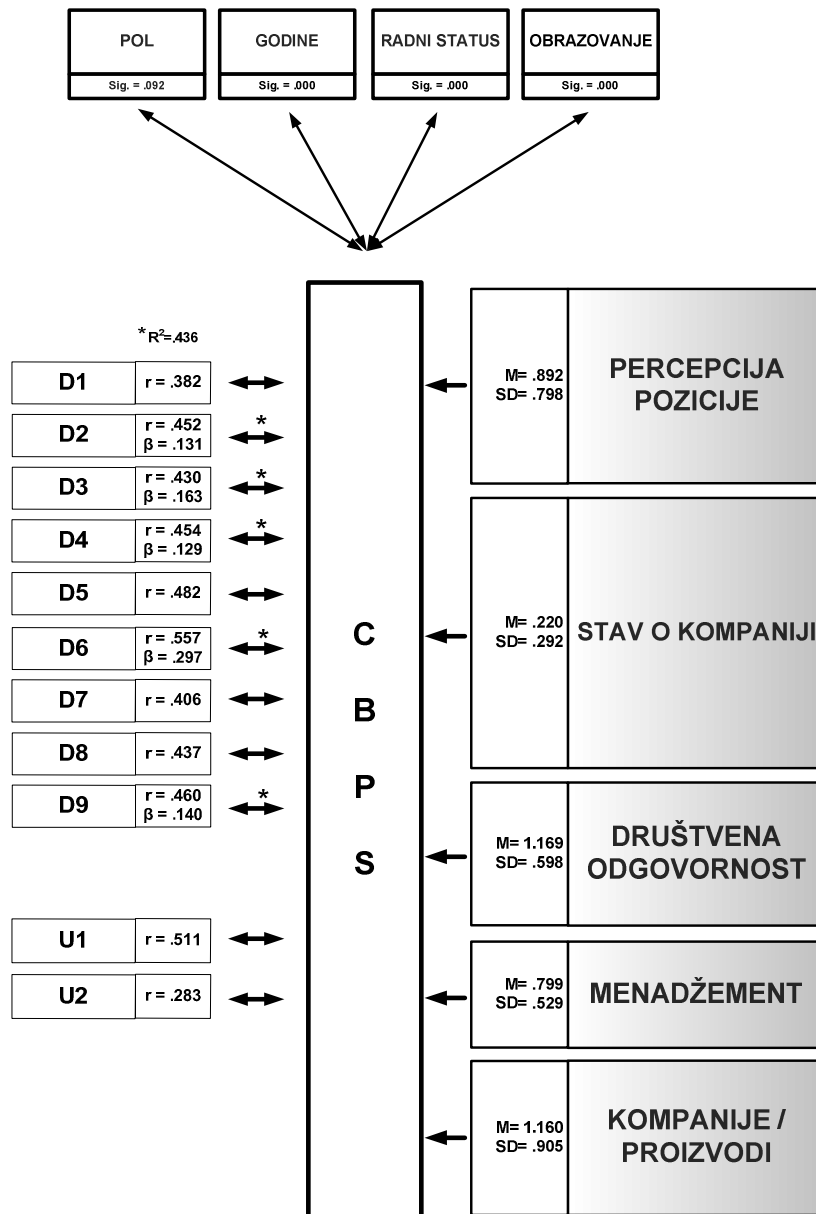 POL
Sig. = .092
GODINE
Sig. = .000
RADNI STATUS
Sig. = .000
OBRAZOVANJE
Sig. = .000
* R²=.436
D1
r = .382
D2
r = .452
β = .131
*
D3
r = .430
β = .163
*
D4
r = .454
β = .129
*
D5
r = .482
D6
r = .557
β = .297
*
D7
r = .406
D8
r = .437
D9
r = .460
β = .140
*
U1
r = .511
U2
r = .283
C
B
P
S
M= .892
SD= .798
PERCEPCIJA
POZICIJE
M= .220
SD= .292
STAV O KOMPANIJI
M= 1.169
SD= .598
DRUŠTVENA
ODGOVORNOST
M= .799
SD= .529
MENADŽEMENT
M= 1.160
SD= .905
KOMPANIJE /
PROIZVODI